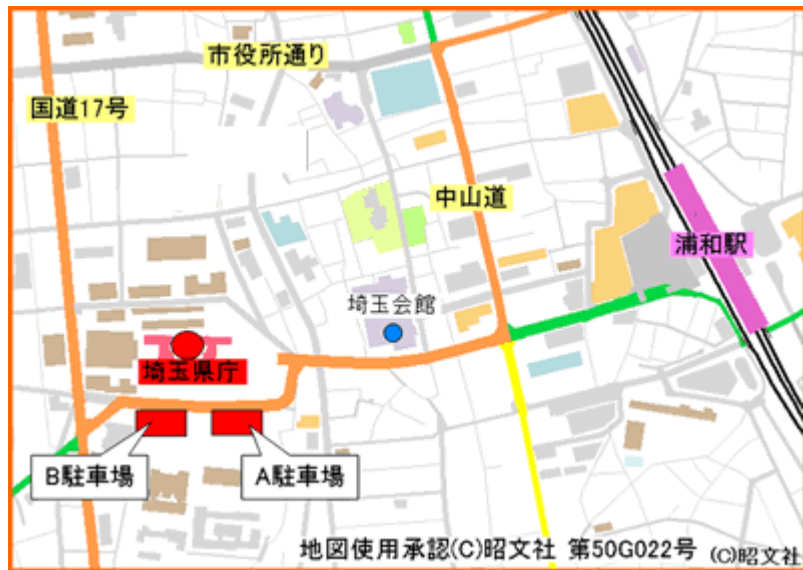 市役所通り
国道17号
中山道
浦和駅
埼玉会館
埼玉県庁
B駐車場
A駐車場
地図使用承認(C)昭文社 第50G022号
(C)昭文社